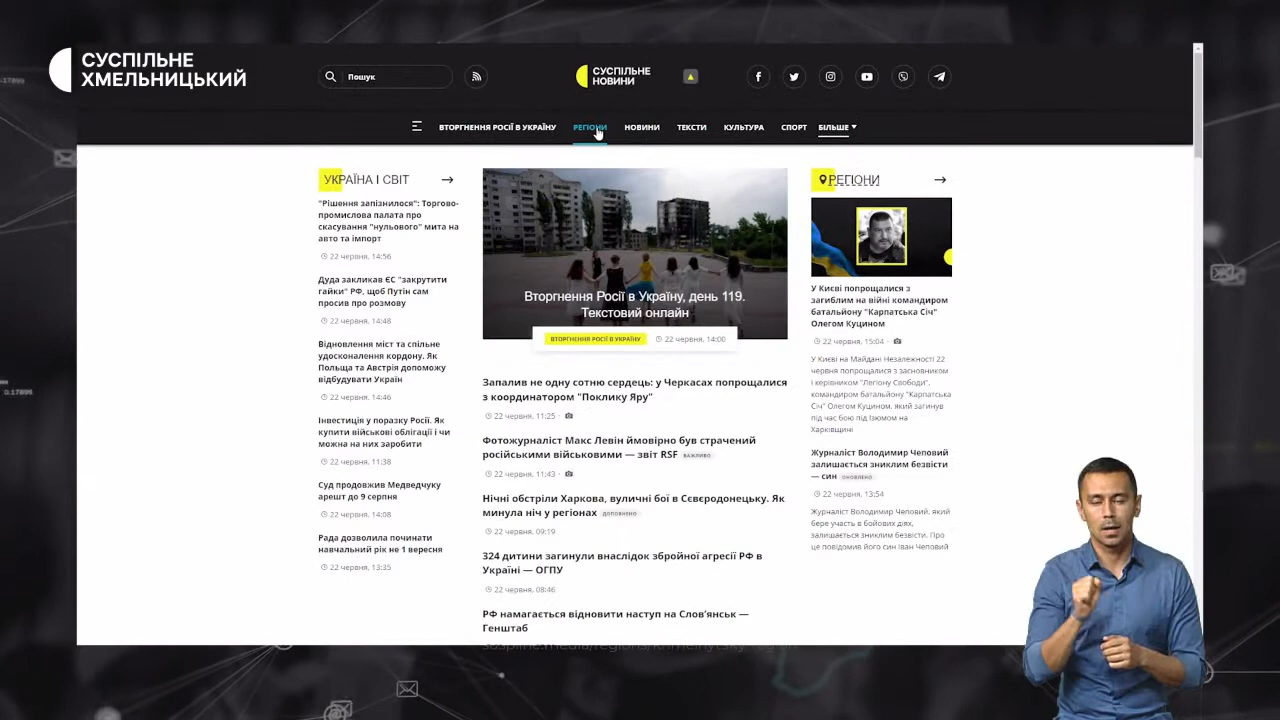 СУСПІЛЬНЕ
ХМЕЛЬНИЦЬКИЙ
Пошук
СУСПІЛЬНЕ
НОВИНИ
ВТОРГНЕННЯ РОСІЇ В УКРАЇНУ
РЕГІОНИ
НОВИНИ
ТЕКСТИ
КУЛЬТУРА
СПОРТ
БІЛЬШЕ
УКРАЇНА І СВІТ
"Рішення запізнилося": Торгово-
промислова палата про
скасування "нульового" мита на
авто та імпорт
22 червня, 14:56
Дуда закликав ЄС "закрутити
гайки" РФ, щоб Путін сам
просив про розмову
22 червня, 14:48
Відновлення міст та спільне
удосконалення кордону. Як
Польща та Австрія допоможу
відбудувати Україн
22 червня, 14:46
Інвестиція у поразку Росії. Як
купити військові облігації і чи
можна на них заробити
22 червня, 11:38
Суд продовжив Медведчуку
арешт до 9 серпня
22 червня, 14:08
Рада дозволила починати
навчальний рік не 1 вересня
22 червня, 13:35
Вторгнення Росії в Україну, день 119.
Текстовий онлайн
ВТОРГНЕННЯ РОСІЇ В УКРАЇНУ
22 червня, 14:00
Запалив не одну сотню сердець: у Черкасах попрощалися
з координатором "Поклику Яру"
22 червня, 11:25
Фотожурналіст Макс Левін ймовірно був страчений
російськими військовими — звіт RSF ВАЖЛИВО
22 червня, 11:43
Нічні обстріли Харкова, вуличні бої в Сєвєродонецьку. Як
минула ніч у регіонах ДОПОВНЕНО
22 червня, 09:19
324 дитини загинули внаслідок збройної агресії РФ в
Україні — ОГПУ
22 червня, 08:46
РФ намагається відновити наступ на Слов'янськ —
Генштаб
РЕГІОНИ
У Києві попрощалися з
загиблим на війні командиром
батальйону "Карпатська Січ"
Олегом Куцином
22 червня, 15:04
У Києві на Майдані Незалежності 22
червня попрощалися з засновником
і керівником "Легіону Свободи",
командиром батальйону "Карпатська
Січ" Олегом Куцином, який загинув
під час бою під Ізюмом на
Харківщині
Журналіст Володимир Чеповий
залишається зниклим безвісти
— син ОНОВЛЕНО
22 червня, 13:54
Журналіст Володимир Чеповий, який
бере участь в бойових діях,
залишається зниклим безвісти. Про
це повідомив його син Іван Чеповий
0.17895